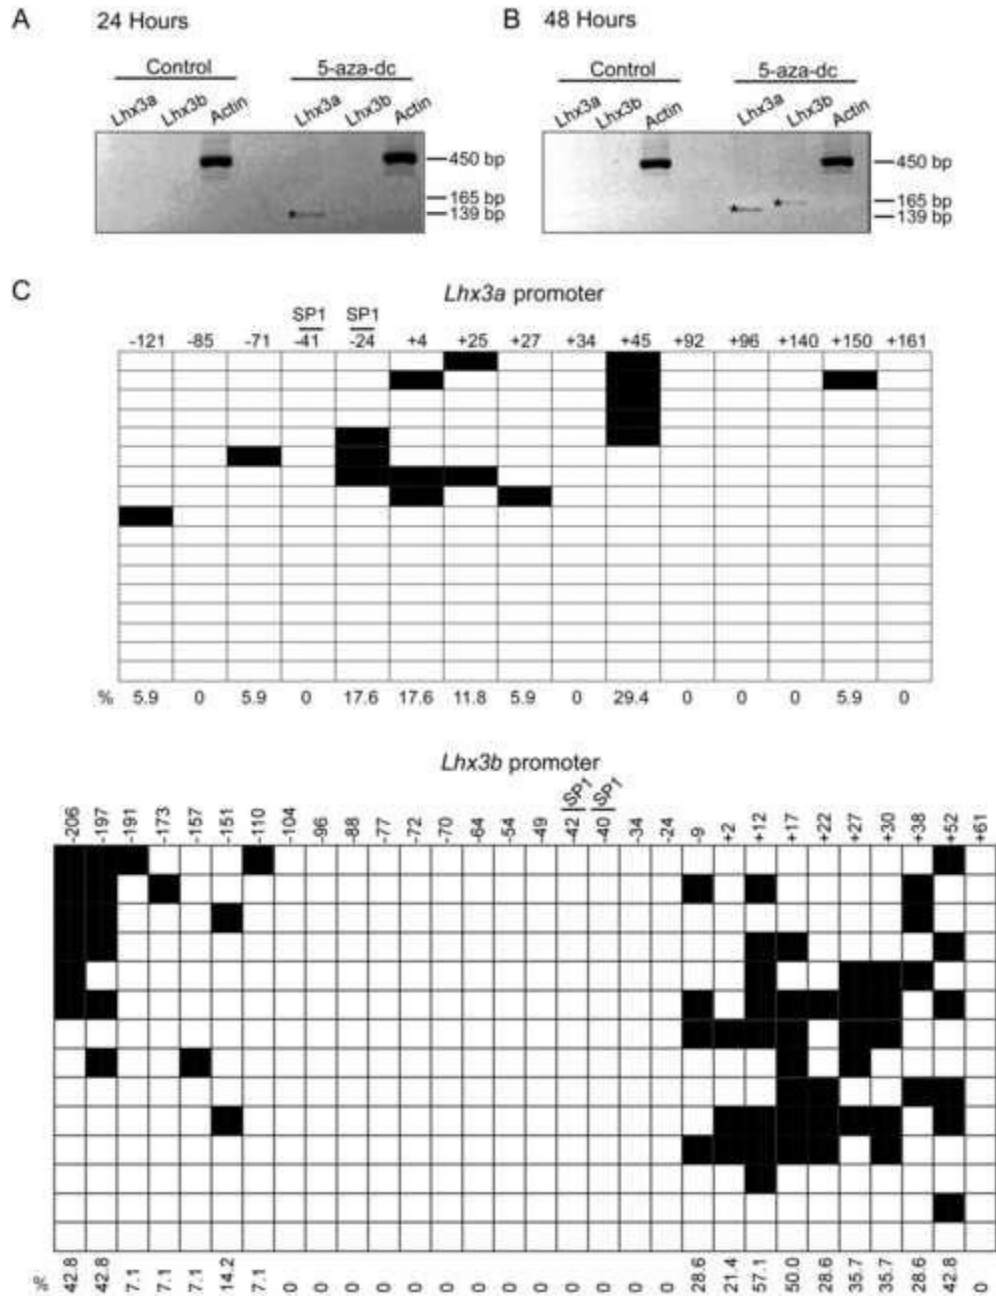 A 24 Hours
B 48 Hours
Control 5-aza-dc
Control 5-aza-dc
Lhx3a Lhx3b Actin Lhx3a Lhx3b Actin
Lhx3a Lhx3b Actin Lhx3a Lhx3b Actin
450 bp
165 bp
139 bp
450 bp
165 bp
139 bp
* * *
C Lhx3a promoter
SP1 SP1
-121 -85 -71 -41 -24 +4 +25 +27 +34 +45 +92 +96 +140 +150 +161
% 5.9 0 5.9 0 17.6 17.6 11.8 5.9 0 29.4 0 0 0 5.9 0
Lhx3b promoter
SP1 SP1
-206 -197 -191 -173 -157 -151 -110 -104 -96 -88 -77 -72 -70 -64 -54 -49 -42 -40 -34 -24 -9 +2 +12 +17 +22 +27 +30 +38 +52 +61
% 42.8 42.8 7.1 7.1 7.1 14.2 7.1 0 0 0 0 0 0 0 0 0 0 0 0 0 28.6 21.4 57.1 50.0 28.6 35.7 35.7 28.6 42.8 0